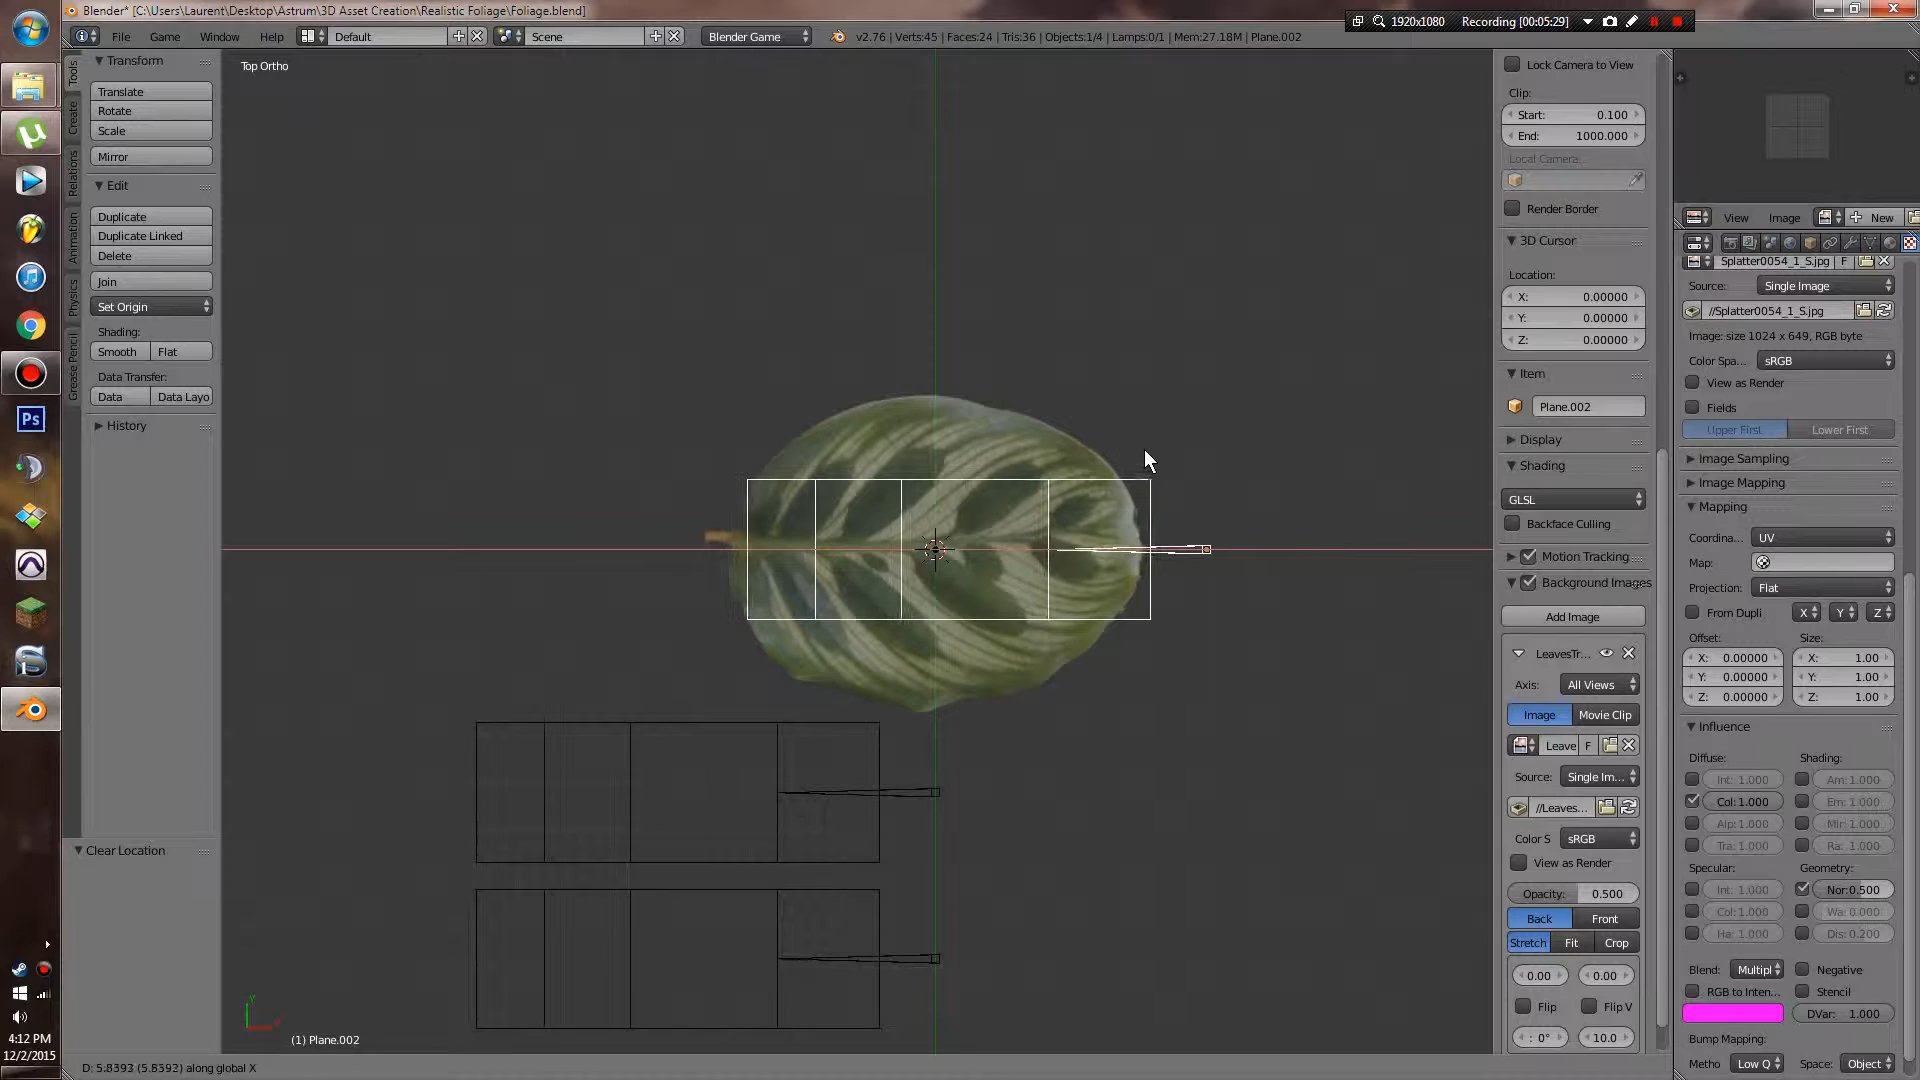 Blender* [C:\Users\Laurent\Desktop\Astrum\3D Asset Creation\Realistic Foliage\Foliage.blend]
1920x1080
Recording [00:05:29]
File
Game
Window
Help
Default
Scene
Blender Game
v2.76 | Verts:45 | Faces:24 | Tris:36 | Objects:1/4 | Lamps:0/1 | Mem:27.18M | Plane.002
Tools
Create
Relations
Animation
Physics
Grease Pencil
Transform
Translate
Rotate
Scale
Mirror
Edit
Duplicate
Duplicate Linked
Delete
Join
Set Origin
Shading:
Smooth
Flat
Data Transfer:
Data
Data Layo
History
Clear Location
Top Ortho
(1) Plane.002
D: 5.8393 (5.8392) along global X
Lock Camera to View
Clip:
Start: 0.100
End: 1000.000
Local Camera:
Render Border
3D Cursor
Location:
X: 0.00000
Y: 0.00000
Z: 0.00000
Item
Plane.002
Display
Shading
GLSL
Backface Culling
Motion Tracking
Background Images
Add Image
LeavesTr...
Axis: All Views
Image
Movie Clip
Leave
F
Source: Single Im...
//Leaves...
Color S
sRGB
View as Render
Opacity: 0.500
Back
Front
Stretch
Fit
Crop
0.00
0.00
Flip
Flip V
: 0°
10.0
View
Image
New
Splatter0054_1_S.jpg
F
Source: Single Image
//Splatter0054_1_S.jpg
Image: size 1024 x 649, RGB byte
Color Spa...
sRGB
View as Render
Fields
Upper First
Lower First
Image Sampling
Image Mapping
Mapping
Coordina...
UV
Map:
Projection: Flat
From Dupli
X
Y
Z
Offset:
Size:
X: 0.00000
X: 1.00
Y: 0.00000
Y: 1.00
Z: 0.00000
Z: 1.00
Influence
Diffuse:
Shading:
Int: 1.000
Am: 1.000
Col: 1.000
Em: 1.000
Alp: 1.000
Mir: 1.000
Tra: 1.000
Ra: 1.000
Specular:
Geometry:
Int: 1.000
Nor:0.500
Col: 1.000
Wa: 0.000
Ha: 1.000
Dis: 0.200
Blend: Multipl
Negative
RGB to Inten...
Stencil
DVar: 1.000
Bump Mapping:
Metho
Low Q
Space: Object
Ps
4:12 PM
12/2/2015